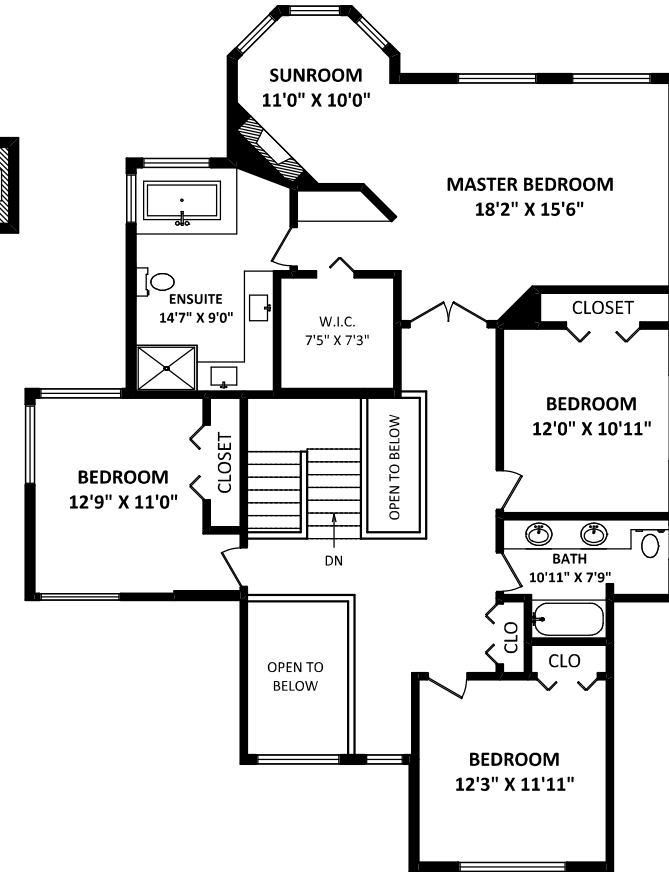 SUNROOM
11'0" X 10'0"
MASTER BEDROOM
18'2" X 15'6"
ENSUITE
14'7" X 9'0"
W.I.C.
7'5" X 7'3"
CLOSET
BEDROOM
12'0" X 10'11"
BEDROOM
12'9" X 11'0"
CLOSET
OPEN TO BELOW
DN
BATH
10'11" X 7'9"
CLO
CLO
OPEN TO
BELOW
BEDROOM
12'3" X 11'11"